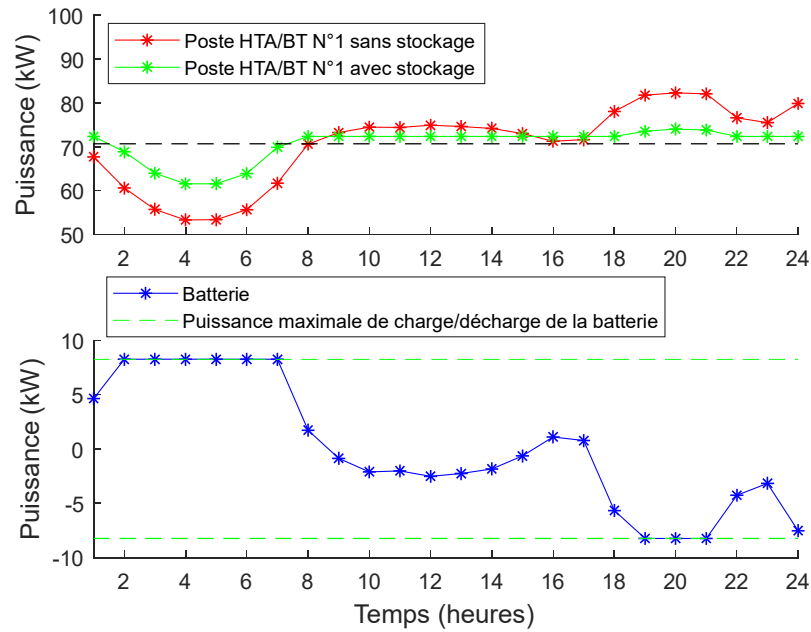 100
90
80
70
60
50
Puissance (kW)
Poste HTA/BT N°1 sans stockage
Poste HTA/BT N°1 avec stockage
2 4 6 8 10 12 14 16 18 20 22 24
Batterie
Puissance maximale de charge/décharge de la batterie
10
5
0
-5
-10
Puissance (kW)
2 4 6 8 10 12 14 16 18 20 22 24
Temps (heures)